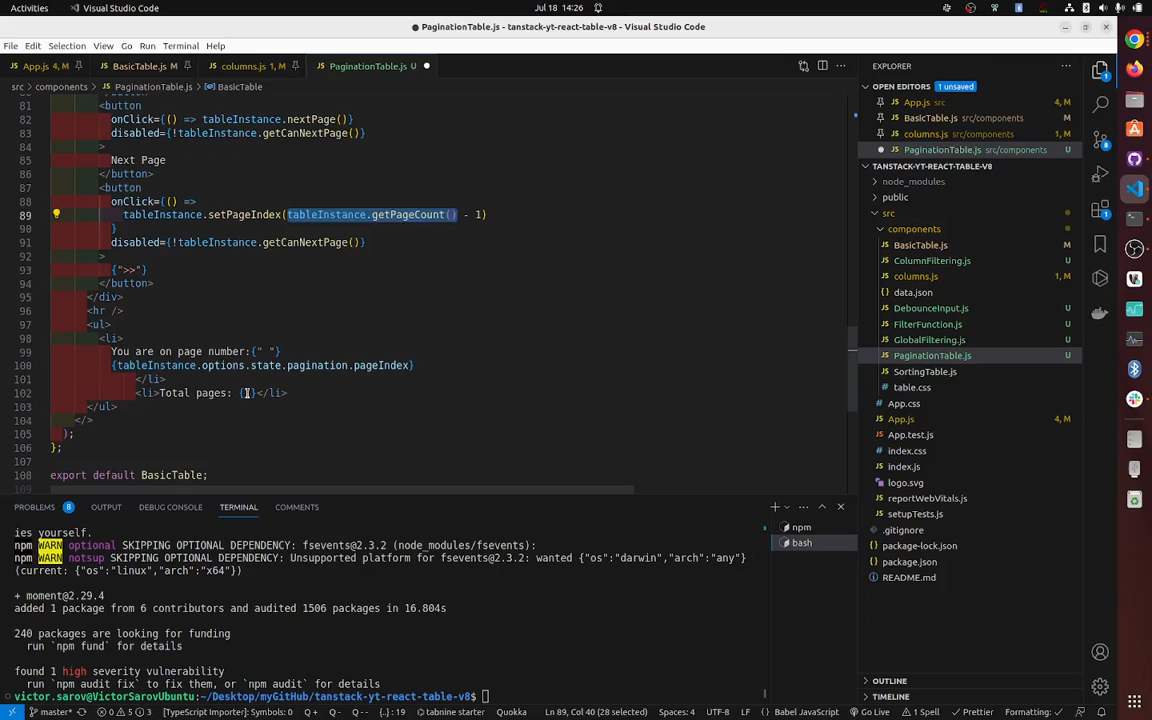 Activities
Visual Studio Code
Jul 18 14:26
● PaginationTable.js - tanstack-yt-react-table-v8 - Visual Studio Code
File Edit Selection View Go Run Terminal Help
App.js 4, M
BasicTable.js M
columns.js 1, M
PaginationTable.js U
src > components > PaginationTable.js > BasicTable
81 <button
82 onClick={() => tableInstance.nextPage()}
83 disabled={!tableInstance.getCanNextPage()}
84 >
85 Next Page
86 </button>
87 <button
88 onClick={() =>
89 tableInstance.setPageIndex(tableInstance.getPageCount() - 1)
90 }
91 disabled={!tableInstance.getCanNextPage()}
92 >
93 {">>"}
94 </button>
95 </div>
96 <hr />
97 <ul>
98 <li>
99 You are on page number:{" "}
100 {tableInstance.options.state.pagination.pageIndex}
101 </li>
102 <li>Total pages: {}</li>
103 </ul>
104 </>
105 );
106 };
107
108 export default BasicTable;
109
EXPLORER
OPEN EDITORS 1 unsaved
App.js src 4, M
BasicTable.js src/components M
columns.js src/components 1, M
PaginationTable.js src/components U
TANSTACK-YT-REACT-TABLE-V8
node_modules
public
src
components
BasicTable.js M
ColumnFiltering.js U
columns.js 1, M
data.json
DebounceInput.js U
FilterFunction.js U
GlobalFiltering.js U
PaginationTable.js U
SortingTable.js U
table.css
App.css
App.js 4, M
App.test.js
index.css
index.js
logo.svg
reportWebVitals.js
setupTests.js
.gitignore
package-lock.json
package.json
README.md
OUTLINE
TIMELINE
PROBLEMS 8 OUTPUT DEBUG CONSOLE TERMINAL COMMENTS
npm
bash
ies yourself.
npm WARN optional SKIPPING OPTIONAL DEPENDENCY: fsevents@2.3.2 (node_modules/fsevents):
npm WARN notsup SKIPPING OPTIONAL DEPENDENCY: Unsupported platform for fsevents@2.3.2: wanted {"os":"darwin","arch":"any"}
(current: {"os":"linux","arch":"x64"})
+ moment@2.29.4
added 1 package from 6 contributors and audited 1506 packages in 16.804s
240 packages are looking for funding
run `npm fund` for details
found 1 high severity vulnerability
run `npm audit fix` to fix them, or `npm audit` for details
victor.sarov@VictorSarovUbuntu:~/Desktop/myGitHub/tanstack-yt-react-table-v8$
master* 0 5 3 [TypeScript Importer]: Symbols: 0 Q+ Q- {..}: 19 tabnine starter Quokka Ln 89, Col 40 (28 selected) Spaces: 4 UTF-8 LF {} Babel JavaScript Go Live 1 Spell Prettier Formatting: ✓